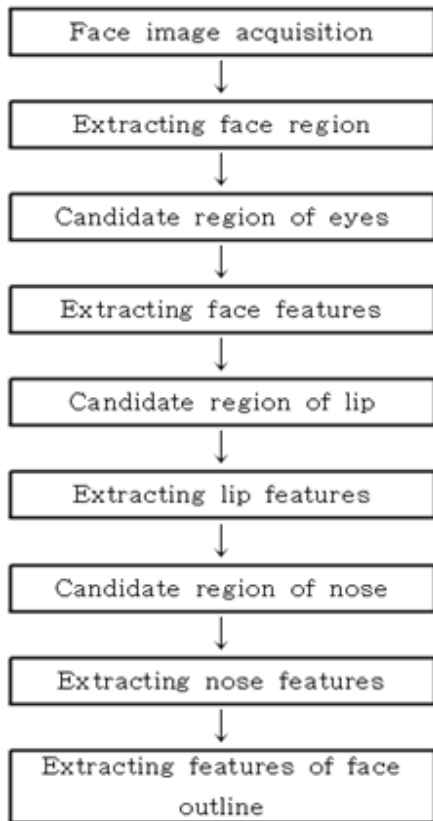 Face image acquisition
Extracting face region
Candidate region of eyes
Extracting face features
Candidate region of lip
Extracting lip features
Candidate region of nose
Extracting nose features
Extracting features of face
outline